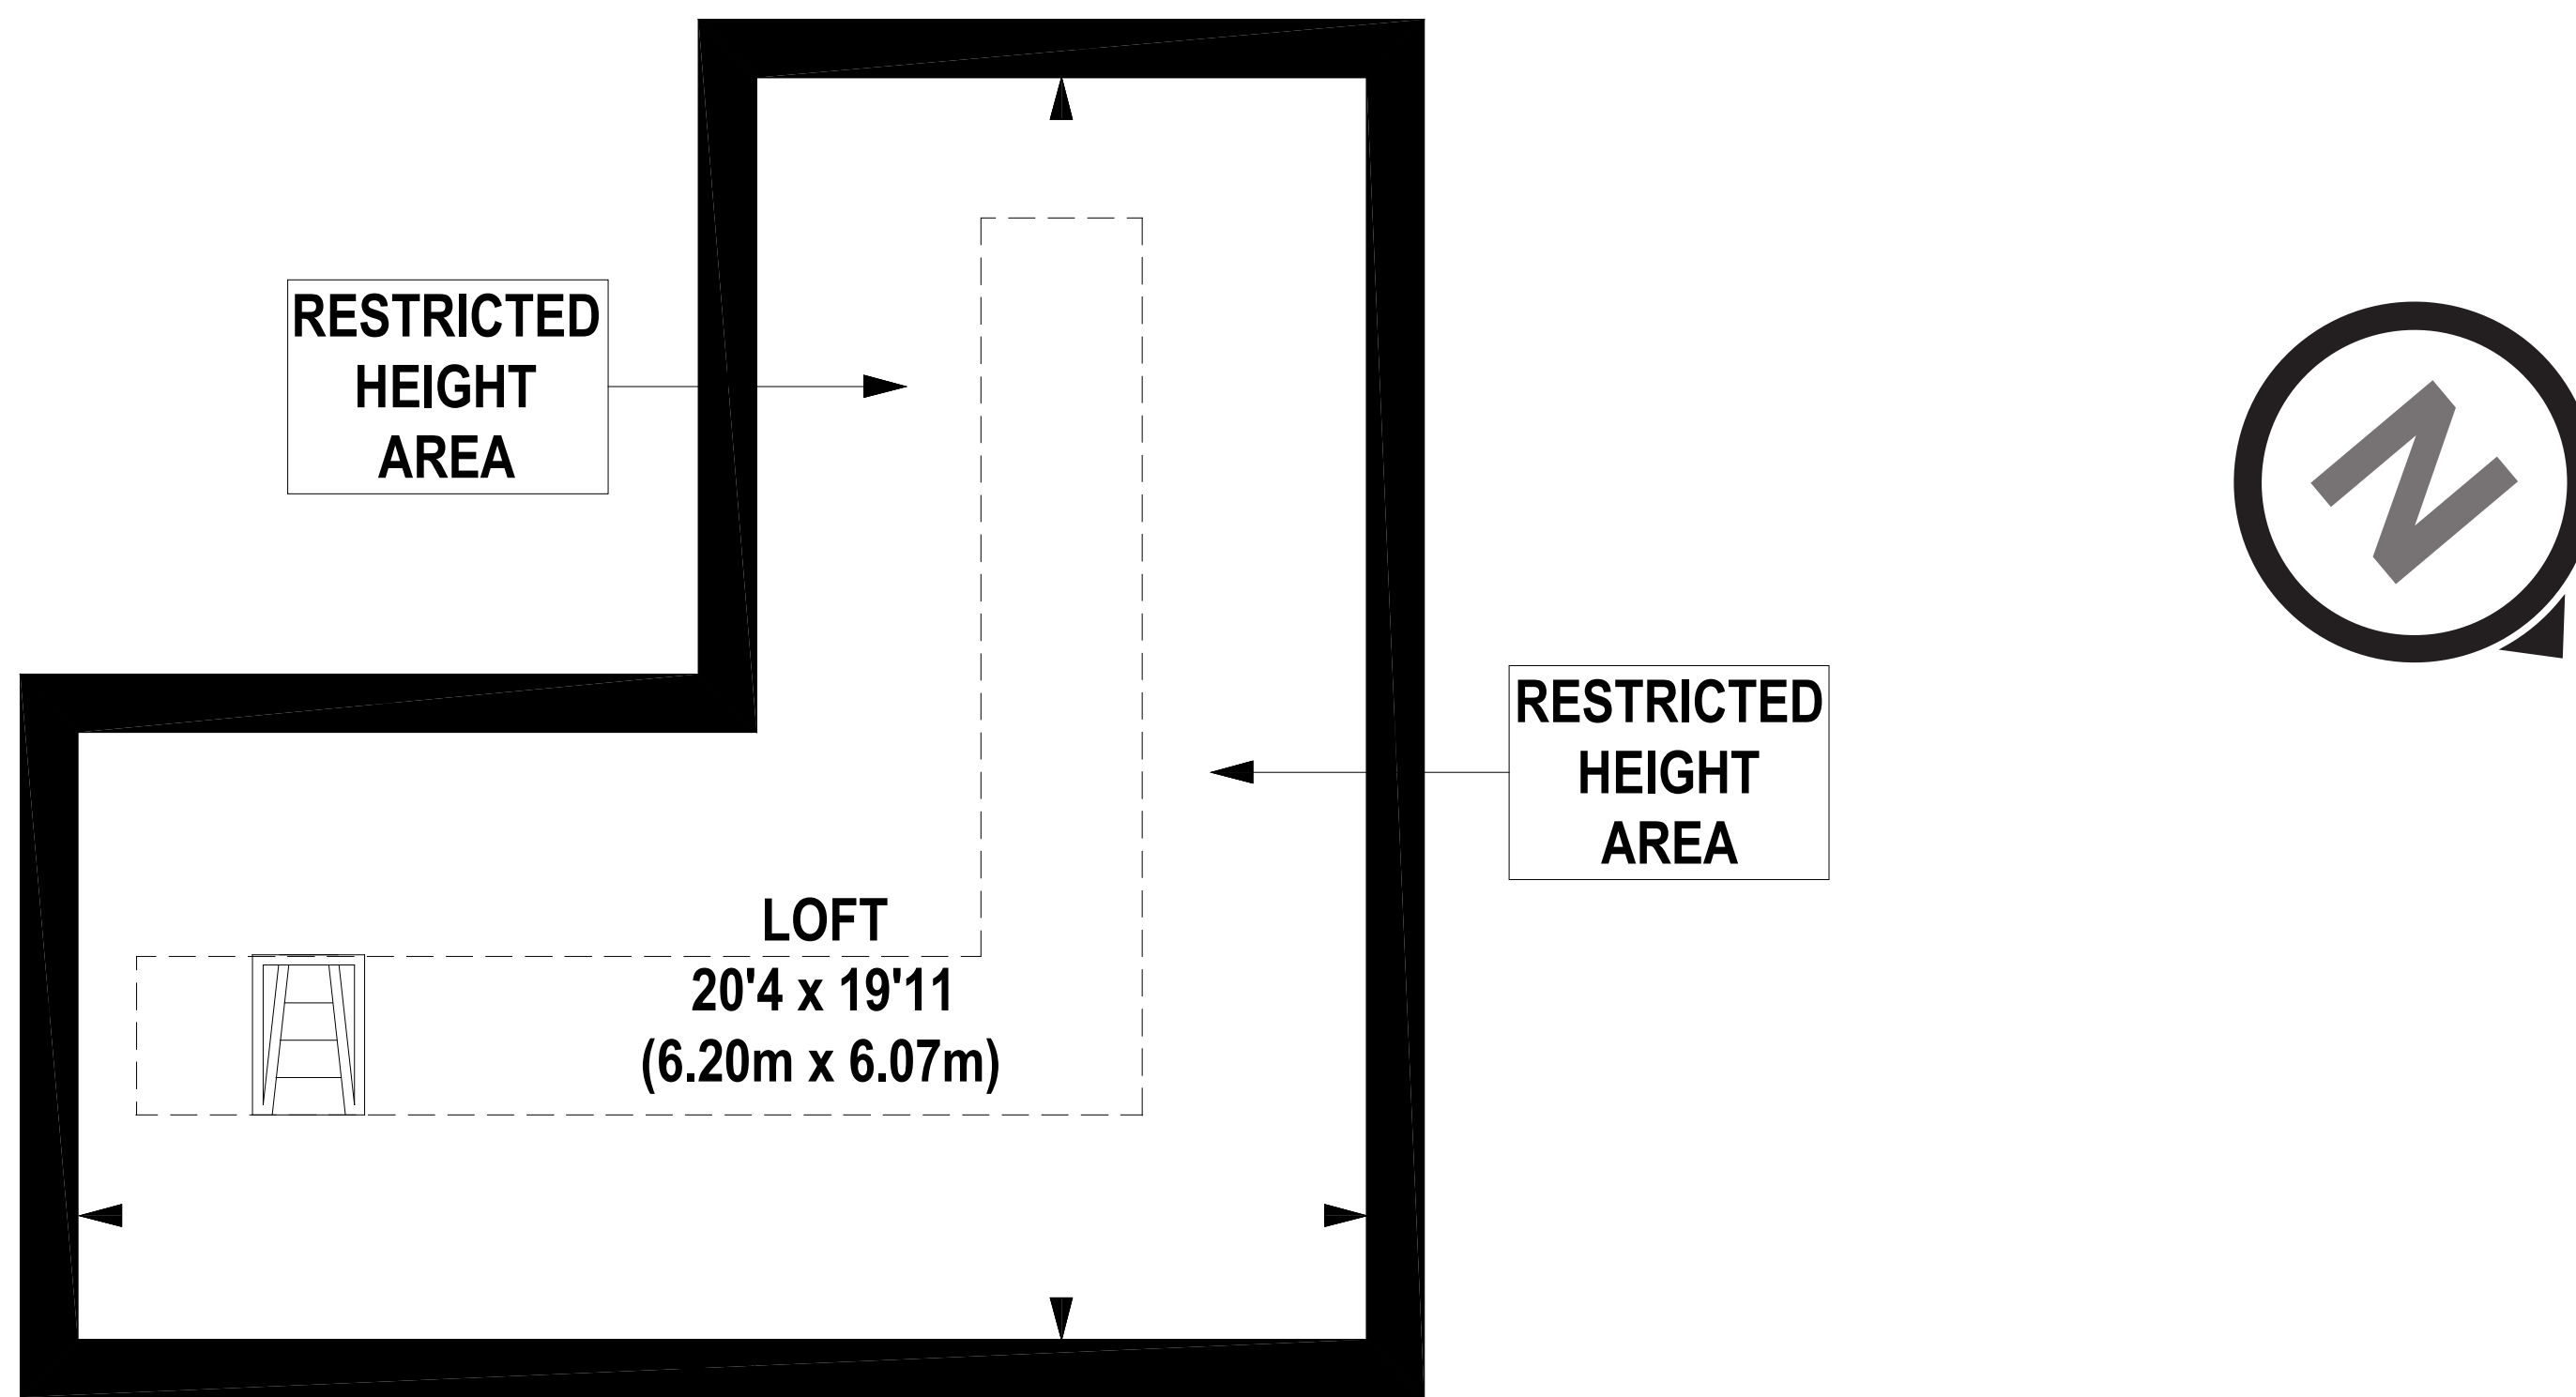 RESTRICTED
HEIGHT
AREA
RESTRICTED
HEIGHT
AREA
LOFT
20'4 x 19'11
(6.20m x 6.07m)
N